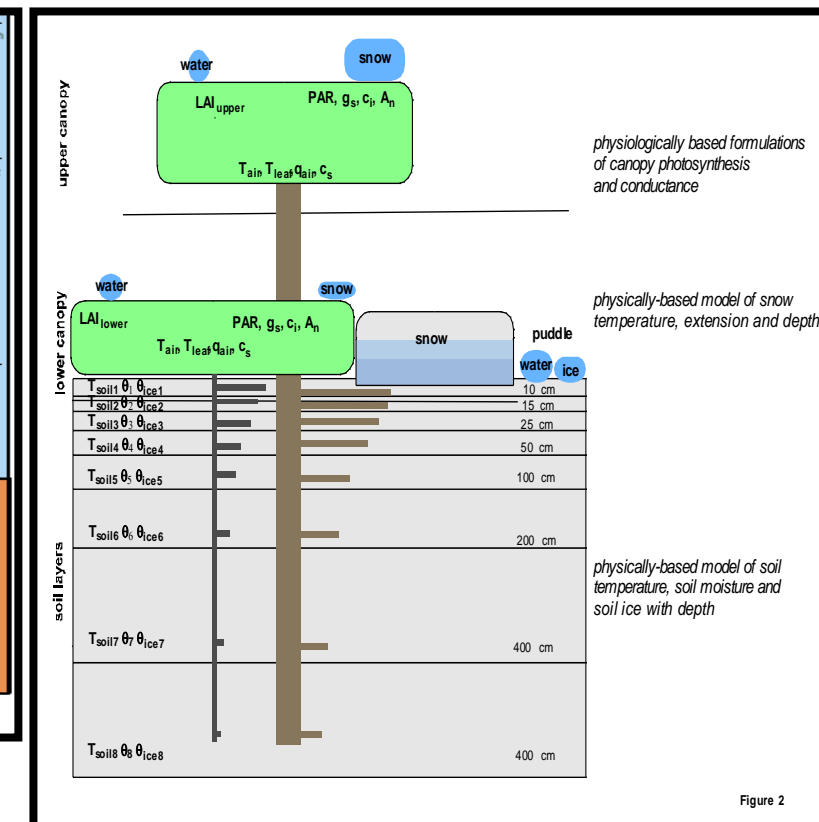 water
snow
LAI upper
PAR, gs, ci, An
Tair, Tleaf, qair, cs
upper canopy
physiologically based formulations
of canopy photosynthesis
and conductance
water
snow
LAI lower
PAR, gs, ci, An
Tair, Tleaf, qair, cs
lower canopy
snow
puddle
water
ice
physically-based model of snow
temperature, extension and depth
Tsoil1 θ1 θice1
10 cm
Tsoil2 θ2 θice2
15 cm
Tsoil3 θ3 θice3
25 cm
Tsoil4 θ4 θice4
50 cm
Tsoil5 θ5 θice5
100 cm
Tsoil6 θ6 θice6
200 cm
soil layers
physically-based model of soil
temperature, soil moisture and
soil ice with depth
Tsoil7 θ7 θice7
400 cm
Tsoil8 θ8 θice8
400 cm
Figure 2